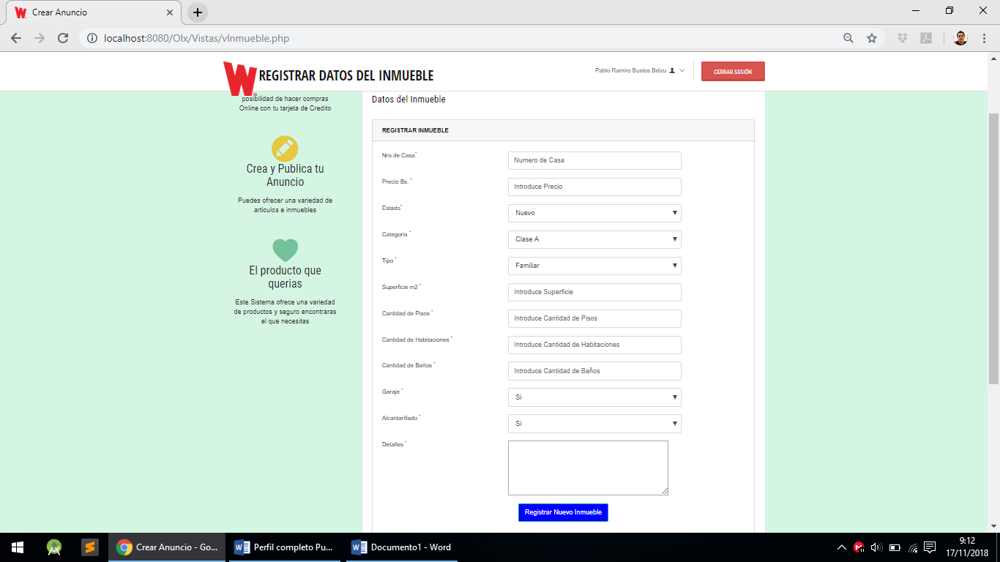 Crear Anuncio
localhost:8080/Olx/Vistas/vInmueble.php
W REGISTRAR DATOS DEL INMUEBLE
Pablo Ramiro Bustos Belzu
CERRAR SESIÓN
posibilidad de hacer compras
Online con tu tarjeta de Credito
Crea y Publica tu
Anuncio
Puedes ofrecer una variedad de
articulos e inmuebles
El producto que
querias
Este Sistema ofrece una variedad
de productos y seguro encontraras
el que necesitas
Datos del Inmueble
REGISTRAR INMUEBLE
Nro de Casa* Numero de Casa
Precio Bs. * Introduce Precio
Estado* Nuevo
Categoria * Clase A
Tipo * Familiar
Superficie m2 * Introduce Superficie
Cantidad de Pisos * Introduce Cantidad de Pisos
Cantidad de Habitaciones * Introduce Cantidad de Habitaciones
Cantidad de Baños * Introduce Cantidad de Baños
Garaje * Si
Alcantarillado * Si
Detalles *
Registrar Nuevo Inmueble
Crear Anuncio - Go...
Perfil completo Pu...
Documento1 - Word
9:12
17/11/2018